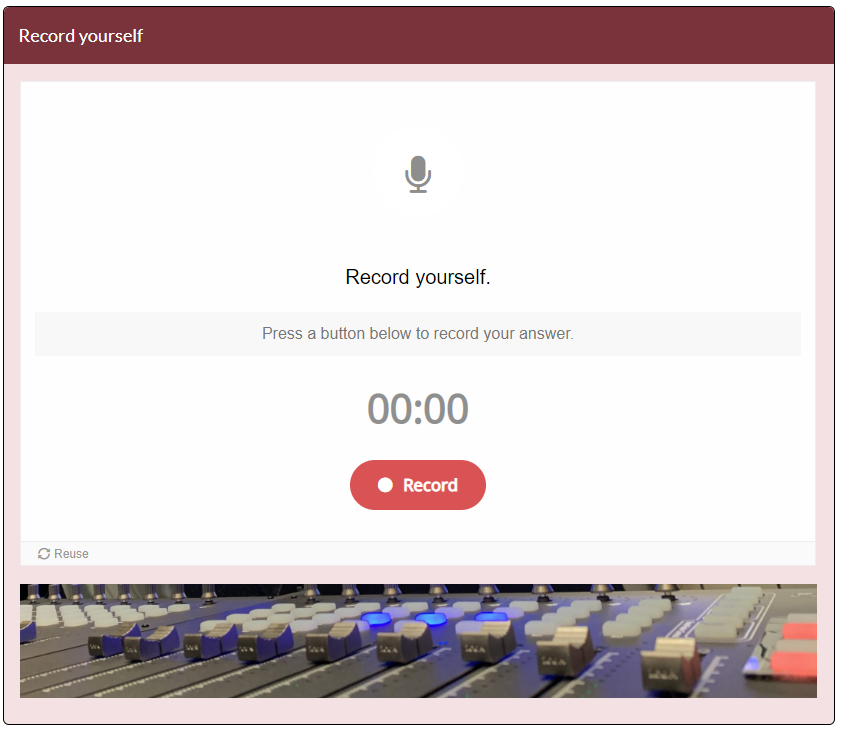 Record yourself
Record yourself.
Press a button below to record your answer.
00:00
Record
Reuse